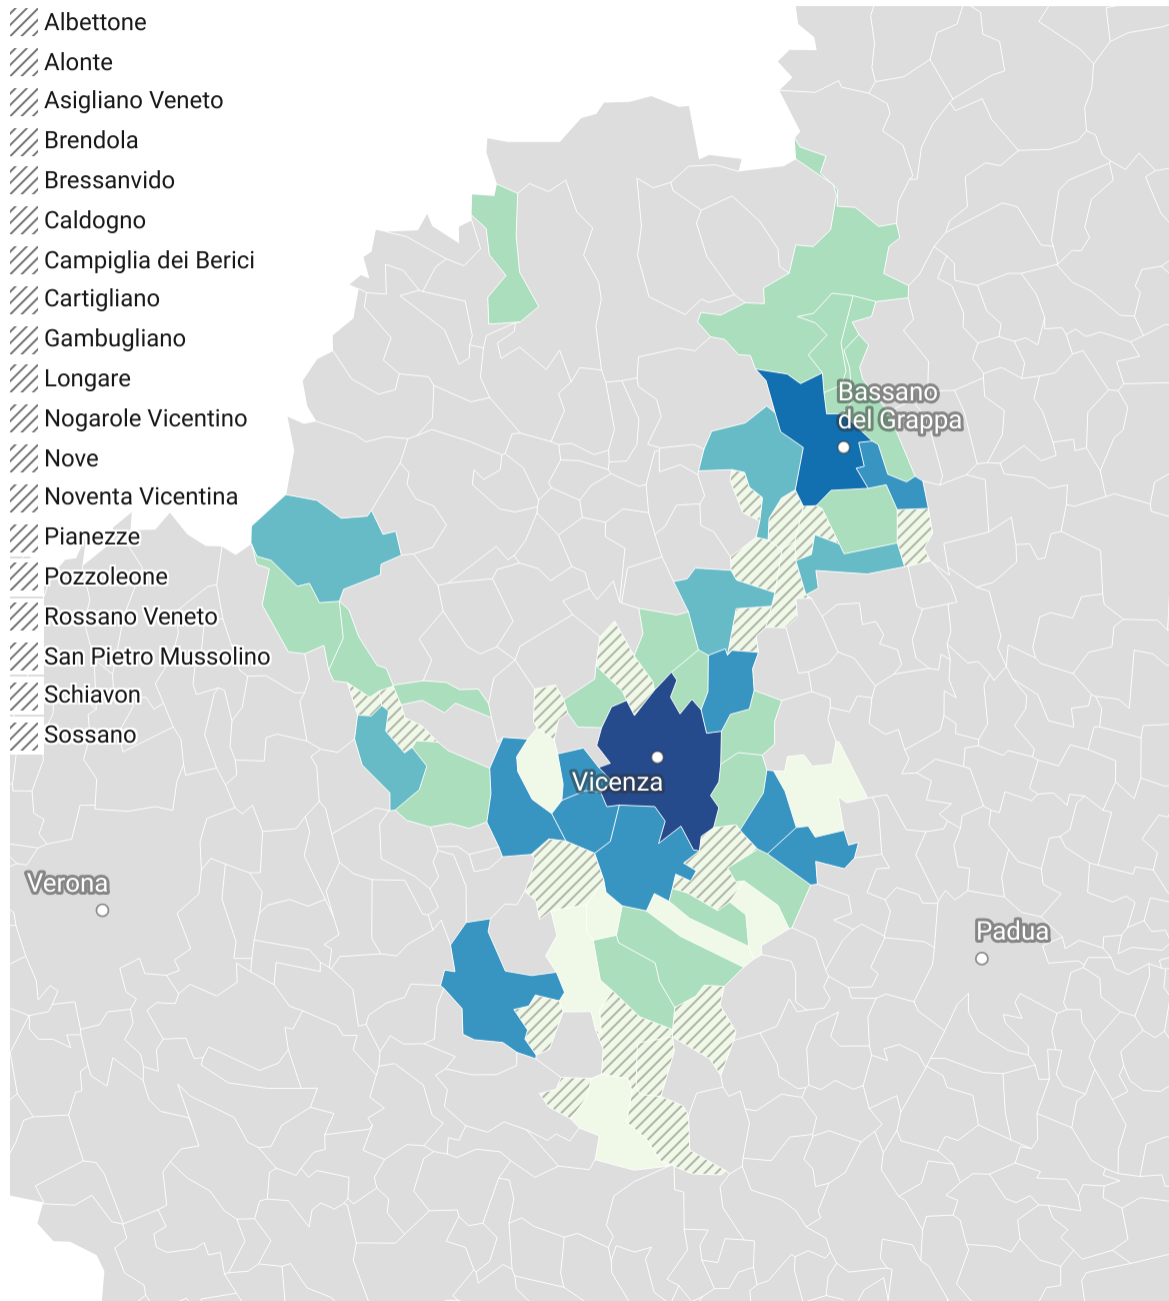 Albettone
Alonte
Asigliano Veneto
Brendola
Bressanvido
Caldogno
Campiglia dei Berici
Cartigliano
Gambugliano
Longare
Nogarole Vicentino
Nove
Noventa Vicentina
Pianezze
Pozzoleone
Rossano Veneto
San Pietro Mussolino
Schiavon
Sossano
Bassano
del Grappa
Vicenza
Verona
Padua